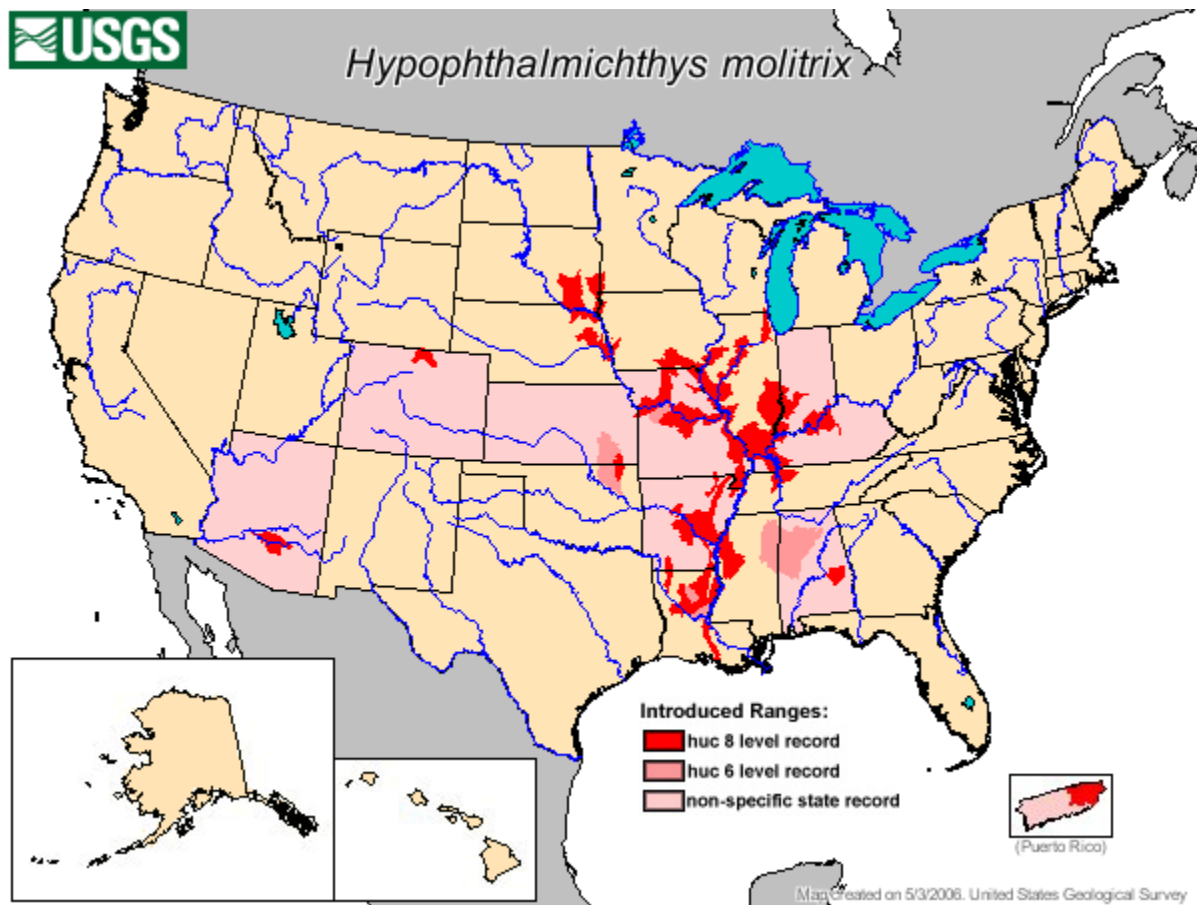 USGS
Hypophthalmichthys molitrix
Introduced Ranges:
huc 8 level record
huc 6 level record
non-specific state record
(Puerto Rico)
Map created on 5/3/2006. United States Geological Survey